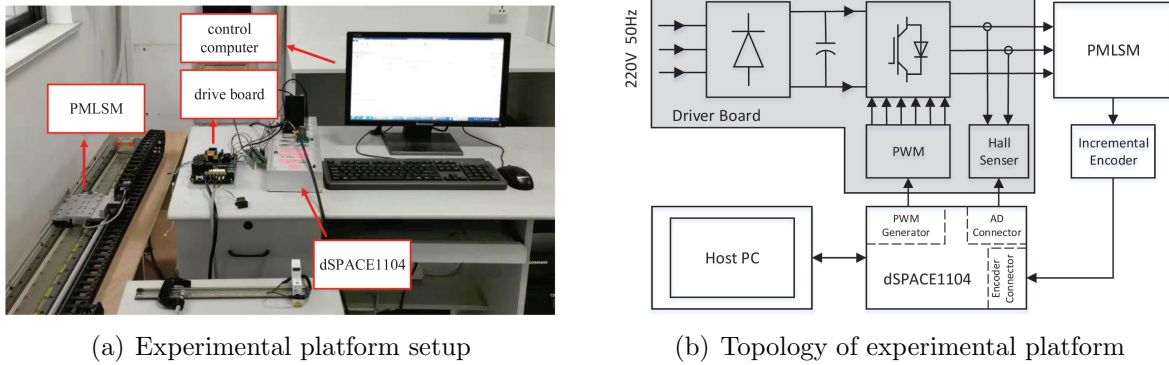 control
computer
drive board
PMLSM
dSPACE1104
(a) Experimental platform setup
220V 50Hz
Driver Board
PWM
Hall
Senser
PMLSM
Incremental
Encoder
PWM
Generator
AD
Connector
Host PC
dSPACE1104
Encoder
Connector
(b) Topology of experimental platform